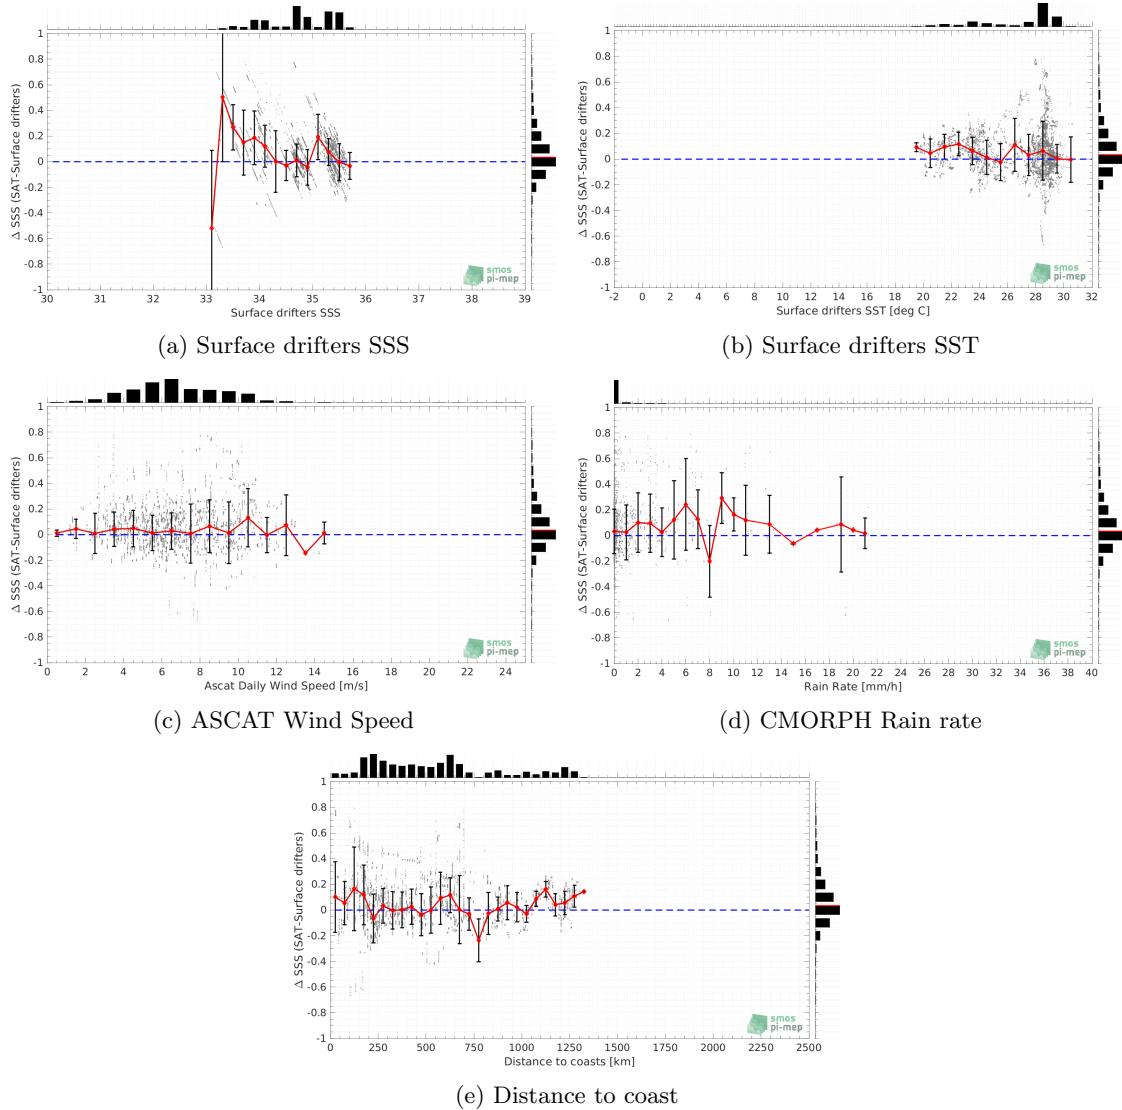 1
0.8
0.6
0.4
0.2
0
-0.2
-0.4
-0.6
-0.8
-1
Δ SSS (SAT-Surface drifters)
30 31 32 33 34 35 36 37 38 39
Surface drifters SSS
smos
pi-mep
(a) Surface drifters SSS
1
0.8
0.6
0.4
0.2
0
-0.2
-0.4
-0.6
-0.8
-1
Δ SSS (SAT-Surface drifters)
-2 0 2 4 6 8 10 12 14 16 18 20 22 24 26 28 30 32
Surface drifters SST [deg C]
smos
pi-mep
(b) Surface drifters SST
1
0.8
0.6
0.4
0.2
0
-0.2
-0.4
-0.6
-0.8
-1
Δ SSS (SAT-Surface drifters)
0 2 4 6 8 10 12 14 16 18 20 22 24
Ascat Daily Wind Speed [m/s]
smos
pi-mep
(c) ASCAT Wind Speed
1
0.8
0.6
0.4
0.2
0
-0.2
-0.4
-0.6
-0.8
-1
Δ SSS (SAT-Surface drifters)
0 2 4 6 8 10 12 14 16 18 20 22 24 26 28 30 32 34 36 38 40
Rain Rate [mm/h]
smos
pi-mep
(d) CMORPH Rain rate
1
0.8
0.6
0.4
0.2
0
-0.2
-0.4
-0.6
-0.8
-1
Δ SSS (SAT-Surface drifters)
0 250 500 750 1000 1250 1500 1750 2000 2250 2500
Distance to coasts [km]
smos
pi-mep
(e) Distance to coast